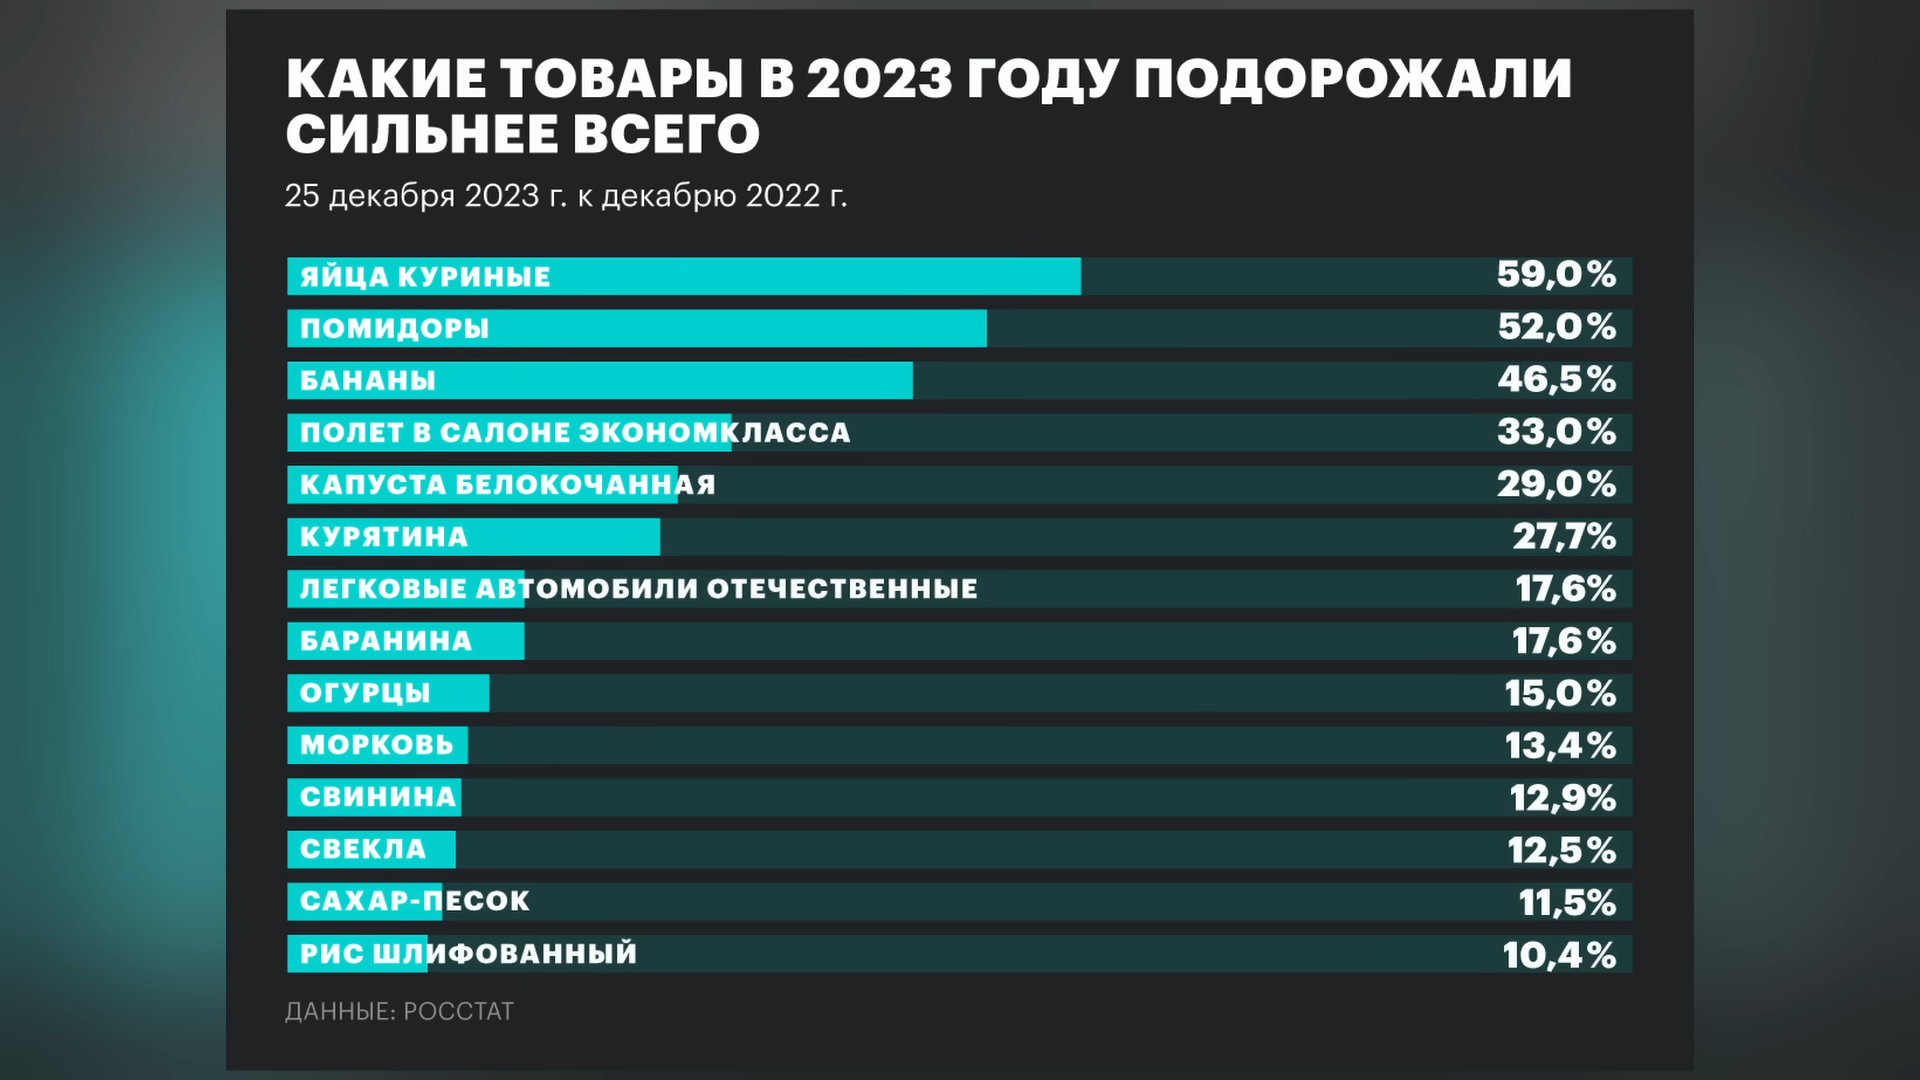 КАКИЕ ТОВАРЫ В 2023 ГОДУ ПОДОРОЖАЛИ
СИЛЬНЕЕ ВСЕГО
25 декабря 2023 г. к декабрю 2022 г.
ЯЙЦА КУРИНЫЕ 59,0%
ПОМИДОРЫ 52,0%
БАНАНЫ 46,5%
ПОЛЕТ В САЛОНЕ ЭКОНОМКЛАССА 33,0%
КАПУСТА БЕЛОКОЧАННАЯ 29,0%
КУРЯТИНА 27,7%
ЛЕГКОВЫЕ АВТОМОБИЛИ ОТЕЧЕСТВЕННЫЕ 17,6%
БАРАНИНА 17,6%
ОГУРЦЫ 15,0%
МОРКОВЬ 13,4%
СВИНИНА 12,9%
СВЕКЛА 12,5%
САХАР-ПЕСОК 11,5%
РИС ШЛИФОВАННЫЙ 10,4%
ДАННЫЕ: РОССТАТ